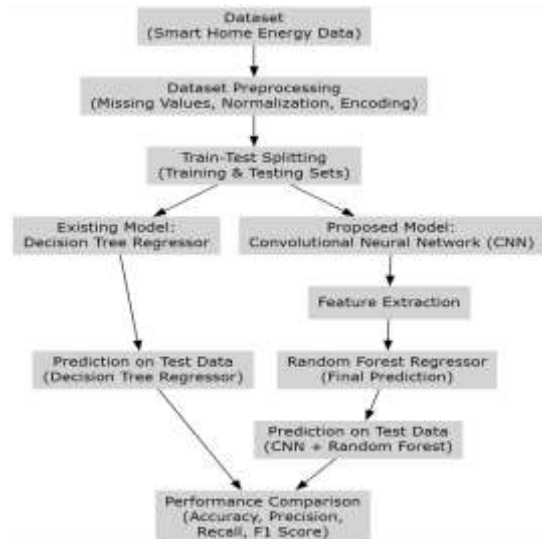 Dataset
(Smart Home Energy Data)
Dataset Preprocessing
(Missing Values, Normalization, Encoding)
Train-Test Splitting
(Training & Testing Sets)
Existing Model:
Decision Tree Regressor
Proposed Model:
Convolutional Neural Network (CNN)
Feature Extraction
Prediction on Test Data
(Decision Tree Regressor)
Random Forest Regressor
(Final Prediction)
Prediction on Test Data
(CNN + Random Forest)
Performance Comparison
(Accuracy, Precision,
Recall, F1 Score)